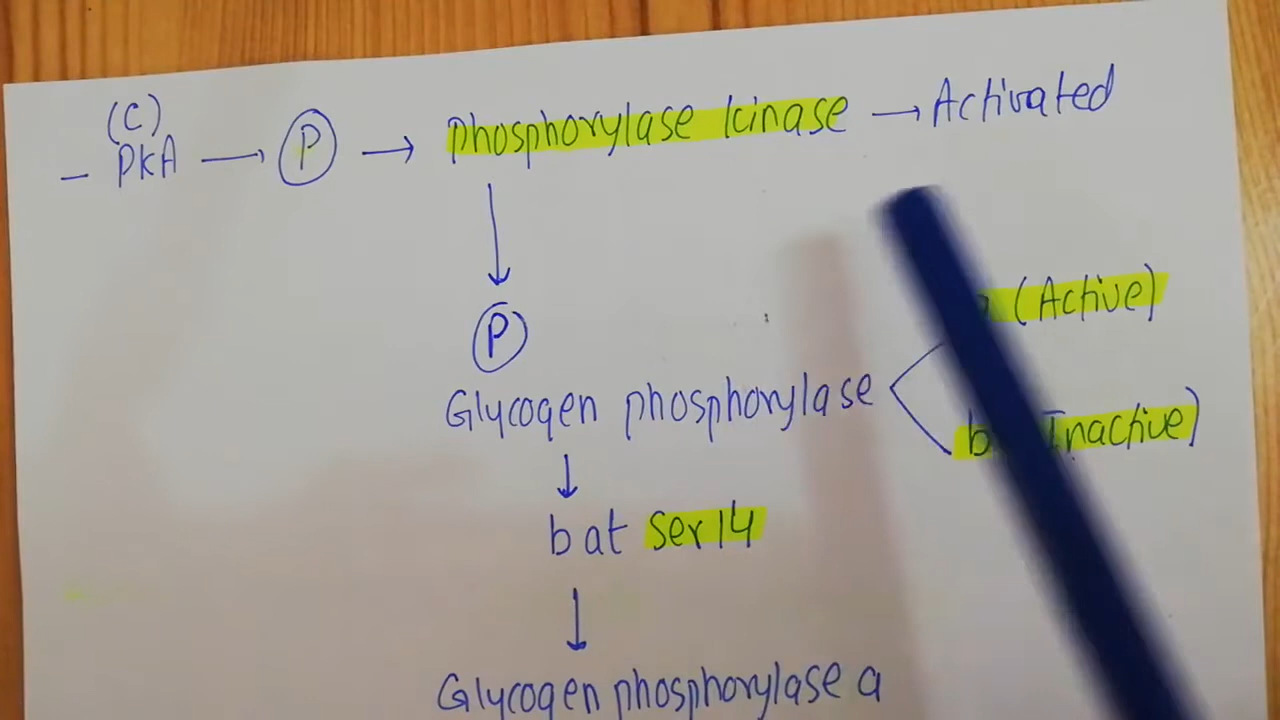 (C)
- PKA → P → phosphorylase kinase → Activated
↓
P
(Active)
Glycogen phosphorylase
b Inactive)
↓
b at Ser14
↓
Glycogen phosphorylase a